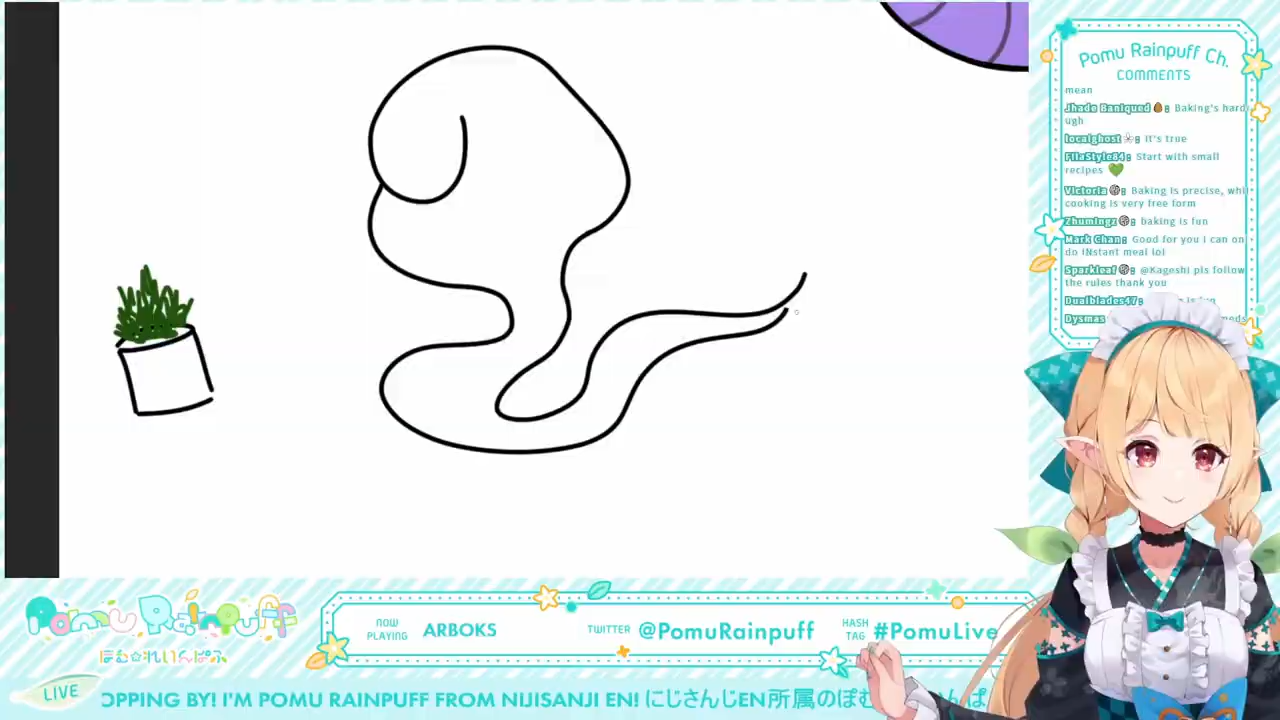 Pomu Rainpuff Ch.
COMMENTS
mean
Jhade Baniqued: Baking's hard
ugh
localghost: it's true
FilaStyle84: Start with small
recipes
Victoria: Baking is precise, whi
cooking is very free form
Zhumingz: baking is fun
Mark Chan: Good for you I can on
do INstant meal lol
Sparkleaf: @Kageshi pls follow
the rules thank you
Dualblades47:
Dysmas
Pomu Rainpuff
ぽむ☆れいんぱふ
NOW
PLAYING
ARBOKS
TWITTER @PomuRainpuff
HASH
TAG #PomuLive
LIVE
OPPING BY! I'M POMU RAINPUFF FROM NIJISANJI EN! にじさんじEN所属のぽむ